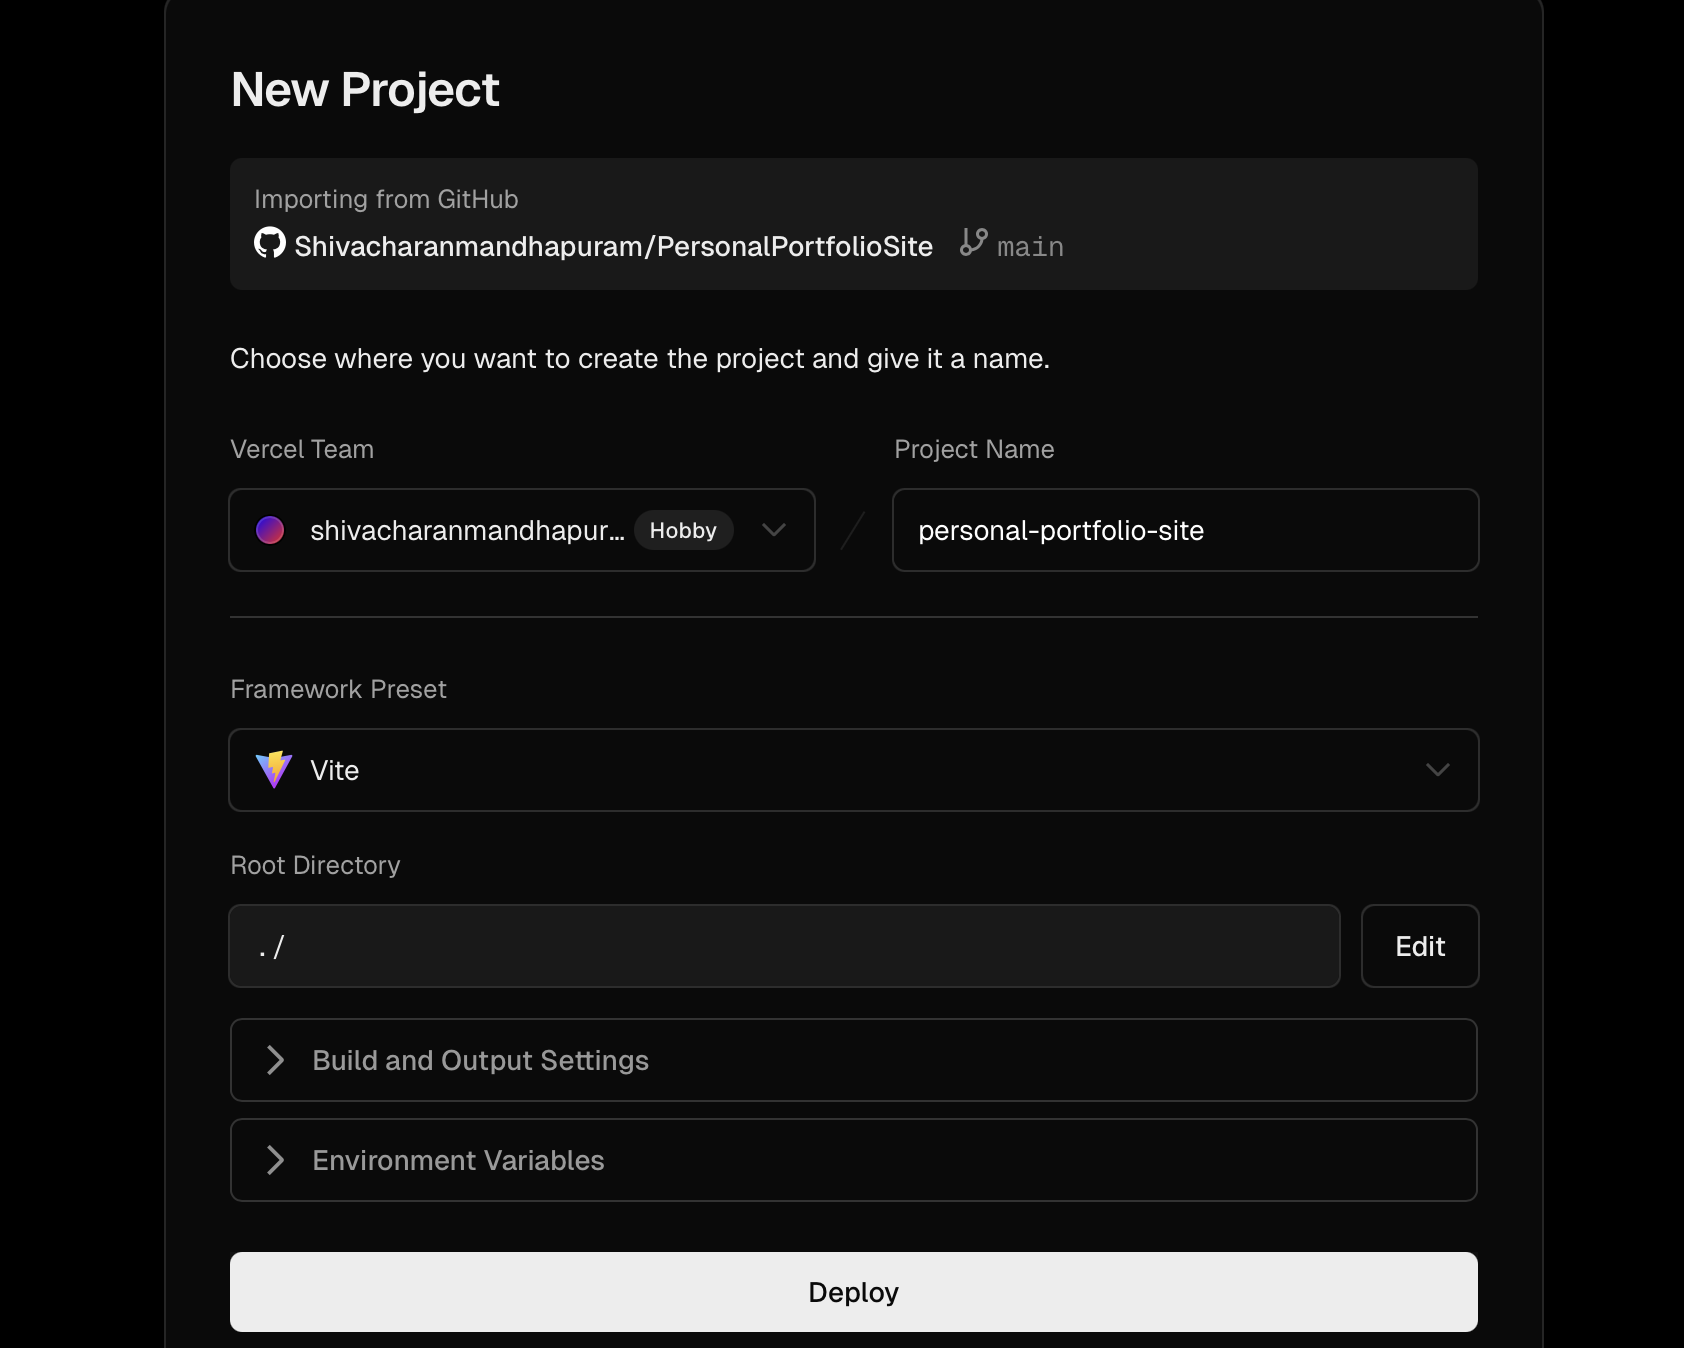 New Project
Importing from GitHub
Shivacharanmandhapuram/PersonalPortfolioSite main
Choose where you want to create the project and give it a name.
Vercel Team
Project Name
shivacharanmandhapur... Hobby
/
personal-portfolio-site
Framework Preset
Vite
Root Directory
./
Edit
Build and Output Settings
Environment Variables
Deploy